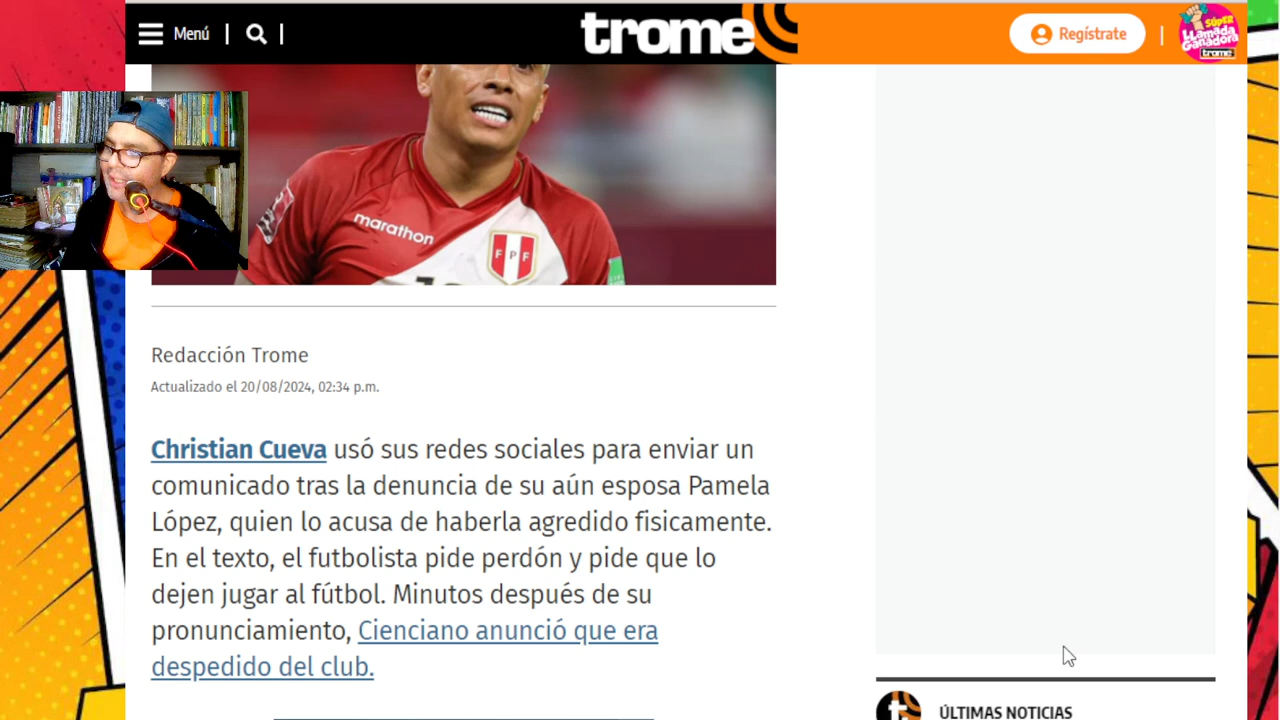 Menú
trome
Regístrate
SÚPER
LLamada
Ganadora
trome
marathon
FPF
Redacción Trome
Actualizado el 20/08/2024, 02:34 p.m.
Christian Cueva usó sus redes sociales para enviar un
comunicado tras la denuncia de su aún esposa Pamela
López, quien lo acusa de haberla agredido fisicamente.
En el texto, el futbolista pide perdón y pide que lo
dejen jugar al fútbol. Minutos después de su
pronunciamiento, Cienciano anunció que era
despedido del club.
t
ÚLTIMAS NOTICIAS